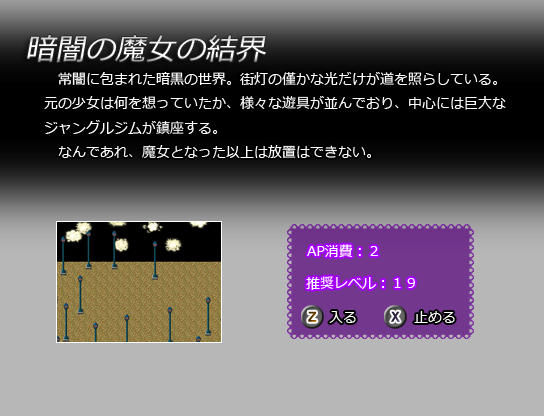 暗闇の魔女の結界
常闇に包まれた暗黒の世界。街灯の僅かな光だけが道を照らしている。
元の少女は何を想っていたか、様々な遊具が並んでおり、中心には巨大な
ジャングルジムが鎮座する。
なんであれ、魔女となった以上は放置はできない。
AP消費：２
推奨レベル：１９
Z 入る X 止める